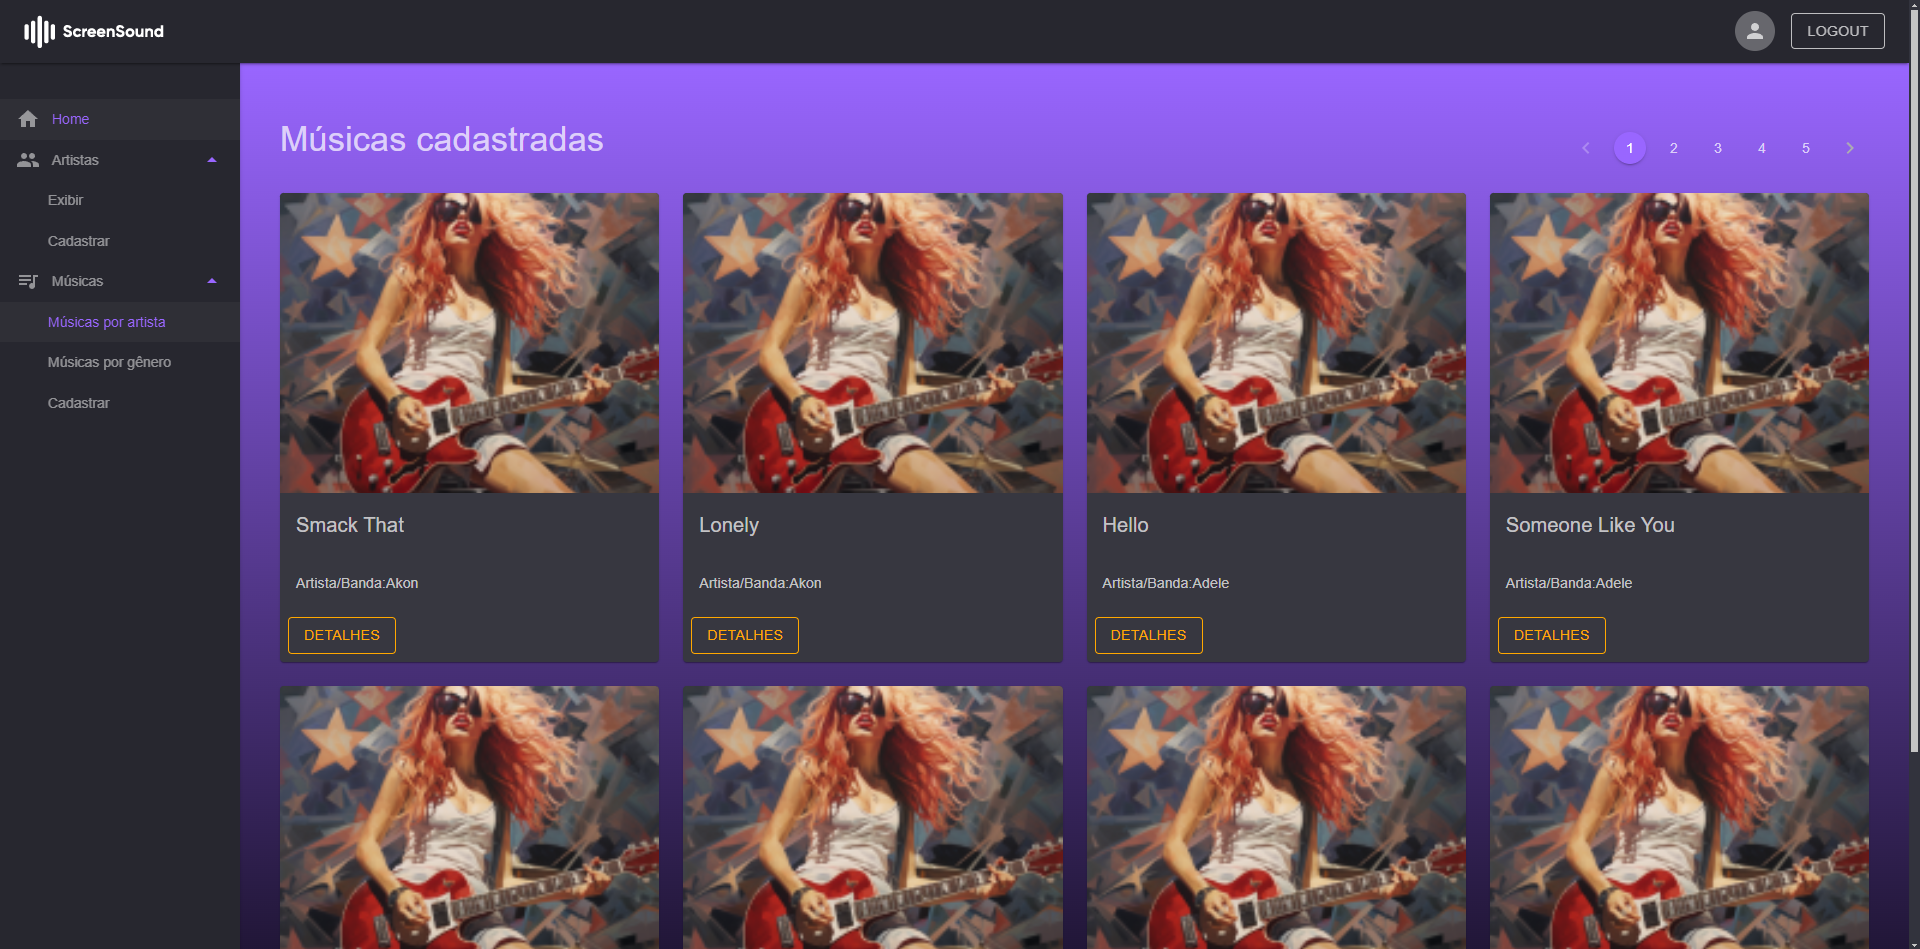 ScreenSound
LOGOUT
Home
Artistas
Exibir
Cadastrar
Músicas
Músicas por artista
Músicas por gênero
Cadastrar
Músicas cadastradas
1 2 3 4 5
Smack That
Artista/Banda:Akon
DETALHES
Lonely
Artista/Banda:Akon
DETALHES
Hello
Artista/Banda:Adele
DETALHES
Someone Like You
Artista/Banda:Adele
DETALHES